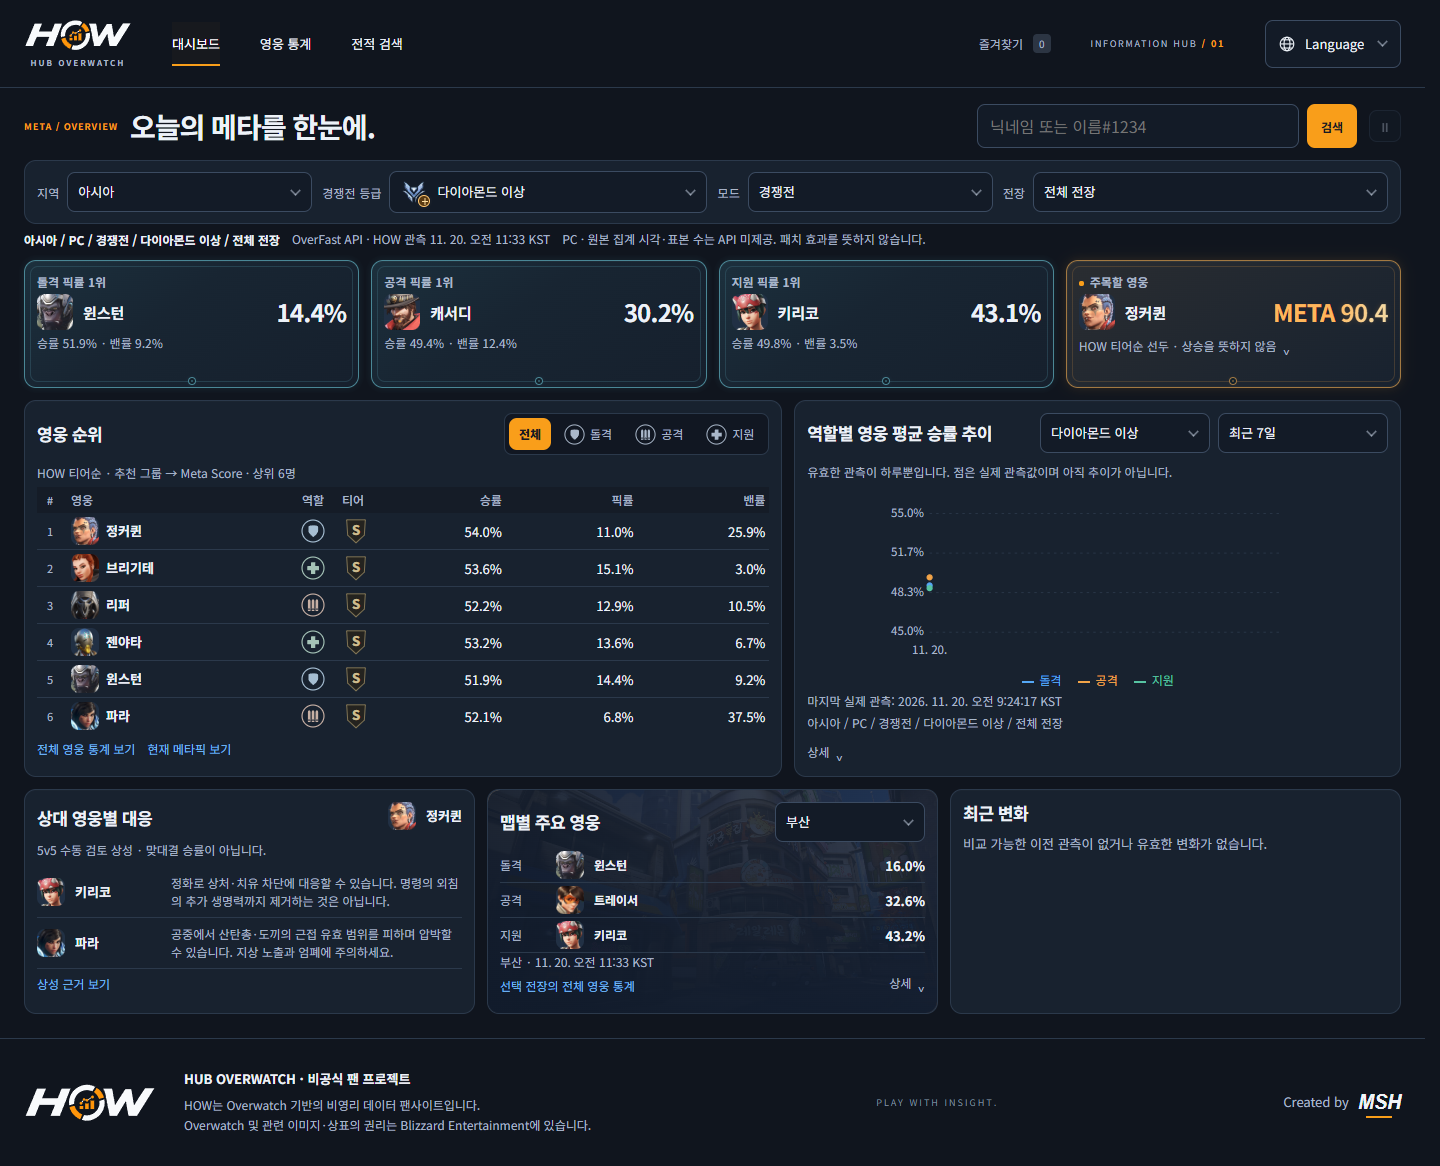 HOW
HUB OVERWATCH
대시보드
영웅 통계
전적 검색
즐겨찾기 0
INFORMATION HUB / 01
Language
META / OVERVIEW
오늘의 메타를 한눈에.
닉네임 또는 이름#1234
검색
지역 아시아
경쟁전 등급 다이아몬드 이상
모드 경쟁전
전장 전체 전장
아시아 / PC / 경쟁전 / 다이아몬드 이상 / 전체 전장 OverFast API · HOW 관측 11. 20. 오전 11:33 KST PC · 원본 집계 시각·표본 수는 API 미제공. 패치 효과를 뜻하지 않습니다.
돌격 픽률 1위
윈스턴 14.4%
승률 51.9% · 밴률 9.2%
공격 픽률 1위
캐서디 30.2%
승률 49.4% · 밴률 12.4%
지원 픽률 1위
키리코 43.1%
승률 49.8% · 밴률 3.5%
주목할 영웅
정커퀸 META 90.4
HOW 티어순 선두 · 상승을 뜻하지 않음
영웅 순위
전체 돌격 공격 지원
HOW 티어순 · 추천 그룹 → Meta Score · 상위 6명
# 영웅 역할 티어 승률 픽률 밴률
1 정커퀸 S 54.0% 11.0% 25.9%
2 브리기테 S 53.6% 15.1% 3.0%
3 리퍼 S 52.2% 12.9% 10.5%
4 젠야타 S 53.2% 13.6% 6.7%
5 윈스턴 S 51.9% 14.4% 9.2%
6 파라 S 52.1% 6.8% 37.5%
전체 영웅 통계 보기 현재 메타픽 보기
역할별 영웅 평균 승률 추이
다이아몬드 이상
최근 7일
유효한 관측이 하루뿐입니다. 점은 실제 관측값이며 아직 추이가 아닙니다.
55.0%
51.7%
48.3%
45.0%
11. 20.
돌격 공격 지원
마지막 실제 관측: 2026. 11. 20. 오전 9:24:17 KST
아시아 / PC / 경쟁전 / 다이아몬드 이상 / 전체 전장
상세
상대 영웅별 대응
정커퀸
5v5 수동 검토 상성 · 맞대결 승률이 아닙니다.
키리코
정화로 상처·치유 차단에 대응할 수 있습니다. 명령의 외침
의 추가 생명력까지 제거하는 것은 아닙니다.
파라
공중에서 산탄총·도끼의 근접 유효 범위를 피하며 압박할
수 있습니다. 지상 노출과 엄폐에 주의하세요.
상성 근거 보기
맵별 주요 영웅
부산
돌격 윈스턴 16.0%
공격 트레이서 32.6%
지원 키리코 43.2%
부산 · 11. 20. 오전 11:33 KST
선택 전장의 전체 영웅 통계
상세
최근 변화
비교 가능한 이전 관측이 없거나 유효한 변화가 없습니다.
HOW
HUB OVERWATCH · 비공식 팬 프로젝트
HOW는 Overwatch 기반의 비영리 데이터 팬사이트입니다.
Overwatch 및 관련 이미지·상표의 권리는 Blizzard Entertainment에 있습니다.
PLAY WITH INSIGHT.
Created by MSH